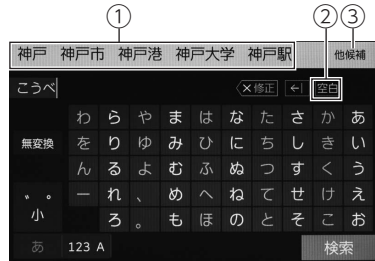 ① ② ③
神戸 神戸市 神戸港 神戸大学 神戸駅 他候補
こうべ ×修正 ←| 空白
わ ら や ま は な た さ か あ
無変換 を り ゆ み ひ に ち し き い
ん る よ む ふ ぬ つ す く う
゛゜小 ー れ 、 め へ ね て せ け え
ろ 。 も ほ の と そ こ お
あ 123 A 検索